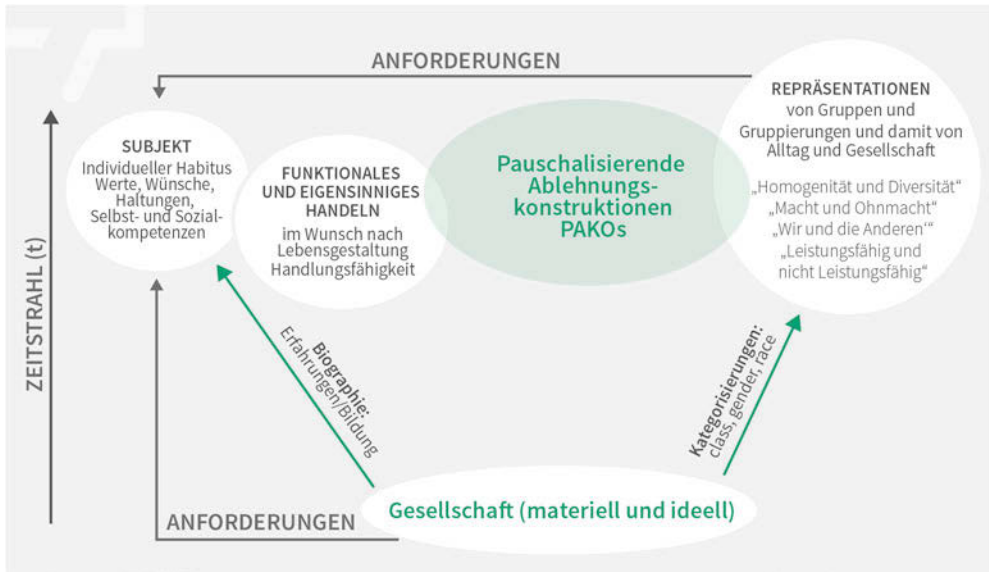 ANFORDERUNGEN
REPRÄSENTATIONEN
von Gruppen und
Gruppierungen und damit von
Alltag und Gesellschaft
„Homogenität und Diversität“
„Macht und Ohnmacht“
„Wir und die Anderen‘“
„Leistungsfähig und
nicht Leistungsfähig“
SUBJEKT
Individueller Habitus
Werte, Wünsche,
Haltungen,
Selbst- und Sozial-
kompetenzen
FUNKTIONALES
UND EIGENSINNIGES
HANDELN
im Wunsch nach
Lebensgestaltung
Handlungsfähigkeit
Pauschalisierende
Ablehnungs-
konstruktionen
PAKOs
ZEITSTRAHL (t)
Biographie:
Erfahrungen/Bildung
Kategorisierungen:
class, gender, race
Gesellschaft (materiell und ideell)
ANFORDERUNGEN